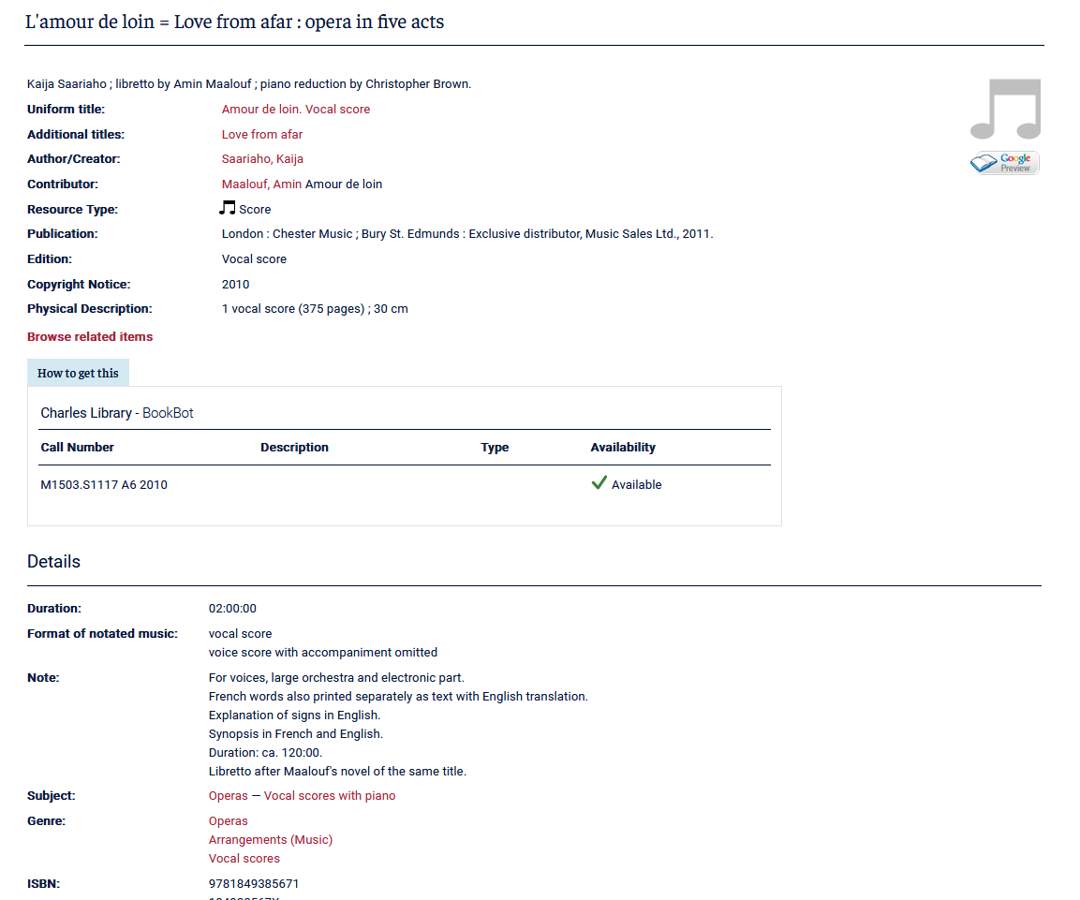 L'amour de loin = Love from afar : opera in five acts
Kaija Saariaho ; libretto by Amin Maalouf ; piano reduction by Christopher Brown.
Uniform title: Amour de loin. Vocal score
Additional titles: Love from afar
Author/Creator: Saariaho, Kaija
Contributor: Maalouf, Amin Amour de loin
Resource Type: Score
Publication: London : Chester Music ; Bury St. Edmunds : Exclusive distributor, Music Sales Ltd., 2011.
Edition: Vocal score
Copyright Notice: 2010
Physical Description: 1 vocal score (375 pages) ; 30 cm
Google Preview
Browse related items
How to get this
Charles Library - BookBot
Call Number Description Type Availability
M1503.S1117 A6 2010 Available
Details
Duration: 02:00:00
Format of notated music: vocal score
voice score with accompaniment omitted
Note: For voices, large orchestra and electronic part.
French words also printed separately as text with English translation.
Explanation of signs in English.
Synopsis in French and English.
Duration: ca. 120:00.
Libretto after Maalouf's novel of the same title.
Subject: Operas — Vocal scores with piano
Genre: Operas
Arrangements (Music)
Vocal scores
ISBN: 9781849385671